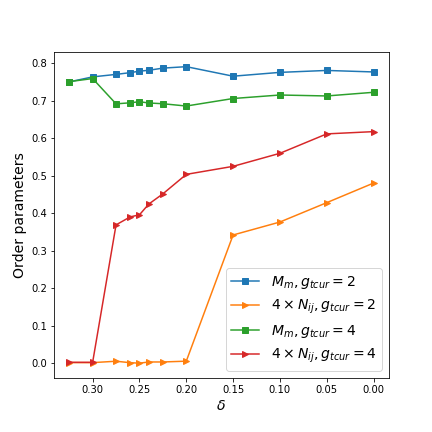 0.8
0.7
0.6
0.5
0.4
0.3
0.2
0.1
0.0
Order parameters
0.30 0.25 0.20 0.15 0.10 0.05 0.00
δ
M_m, g_tcur = 2
4 × N_ij, g_tcur = 2
M_m, g_tcur = 4
4 × N_ij, g_tcur = 4